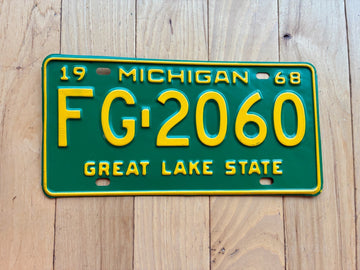 19 MICHIGAN 68
FG-2060
GREAT LAKE STATE